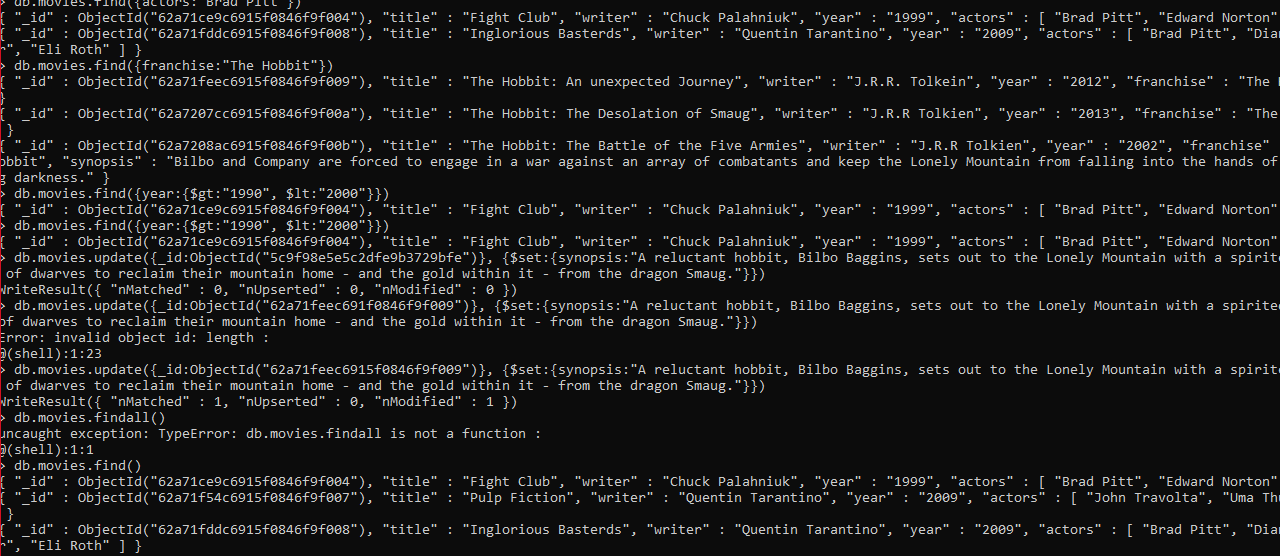 > db.movies.find({actors:"Brad Pitt"})
{ "_id" : ObjectId("62a71ce9c6915f0846f9f004"), "title" : "Fight Club", "writer" : "Chuck Palahniuk", "year" : "1999", "actors" : [ "Brad Pitt", "Edward Norton"
{ "_id" : ObjectId("62a71fddc6915f0846f9f008"), "title" : "Inglorious Basterds", "writer" : "Quentin Tarantino", "year" : "2009", "actors" : [ "Brad Pitt", "Dia
r", "Eli Roth" ] }
> db.movies.find({franchise:"The Hobbit"})
{ "_id" : ObjectId("62a71feec6915f0846f9f009"), "title" : "The Hobbit: An unexpected Journey", "writer" : "J.R.R. Tolkein", "year" : "2012", "franchise" : "The H
}
{ "_id" : ObjectId("62a7207cc6915f0846f9f00a"), "title" : "The Hobbit: The Desolation of Smaug", "writer" : "J.R.R Tolkien", "year" : "2013", "franchise" : "The
 }
{ "_id" : ObjectId("62a7208ac6915f0846f9f00b"), "title" : "The Hobbit: The Battle of the Five Armies", "writer" : "J.R.R Tolkien", "year" : "2002", "franchise"
obbit", "synopsis" : "Bilbo and Company are forced to engage in a war against an array of combatants and keep the Lonely Mountain from falling into the hands of
g darkness." }
> db.movies.find({year:{$gt:"1990", $lt:"2000"}})
{ "_id" : ObjectId("62a71ce9c6915f0846f9f004"), "title" : "Fight Club", "writer" : "Chuck Palahniuk", "year" : "1999", "actors" : [ "Brad Pitt", "Edward Norton"
> db.movies.find({year:{$gt:"1990", $lt:"2000"}})
{ "_id" : ObjectId("62a71ce9c6915f0846f9f004"), "title" : "Fight Club", "writer" : "Chuck Palahniuk", "year" : "1999", "actors" : [ "Brad Pitt", "Edward Norton"
> db.movies.update({_id:ObjectId("5c9f98e5e5c2dfe9b3729bfe")}, {$set:{synopsis:"A reluctant hobbit, Bilbo Baggins, sets out to the Lonely Mountain with a spirite
 of dwarves to reclaim their mountain home - and the gold within it - from the dragon Smaug."}})
WriteResult({ "nMatched" : 0, "nUpserted" : 0, "nModified" : 0 })
> db.movies.update({_id:ObjectId("62a71feec691f0846f9f009")}, {$set:{synopsis:"A reluctant hobbit, Bilbo Baggins, sets out to the Lonely Mountain with a spirited
of dwarves to reclaim their mountain home - and the gold within it - from the dragon Smaug."}})
Error: invalid object id: length :
@(shell):1:23
> db.movies.update({_id:ObjectId("62a71feec6915f0846f9f009")}, {$set:{synopsis:"A reluctant hobbit, Bilbo Baggins, sets out to the Lonely Mountain with a spirite
 of dwarves to reclaim their mountain home - and the gold within it - from the dragon Smaug."}})
WriteResult({ "nMatched" : 1, "nUpserted" : 0, "nModified" : 1 })
> db.movies.findall()
uncaught exception: TypeError: db.movies.findall is not a function :
@(shell):1:1
> db.movies.find()
{ "_id" : ObjectId("62a71ce9c6915f0846f9f004"), "title" : "Fight Club", "writer" : "Chuck Palahniuk", "year" : "1999", "actors" : [ "Brad Pitt", "Edward Norton"
{ "_id" : ObjectId("62a71f54c6915f0846f9f007"), "title" : "Pulp Fiction", "writer" : "Quentin Tarantino", "year" : "2009", "actors" : [ "John Travolta", "Uma Th
 }
{ "_id" : ObjectId("62a71fddc6915f0846f9f008"), "title" : "Inglorious Basterds", "writer" : "Quentin Tarantino", "year" : "2009", "actors" : [ "Brad Pitt", "Dia
r", "Eli Roth" ] }